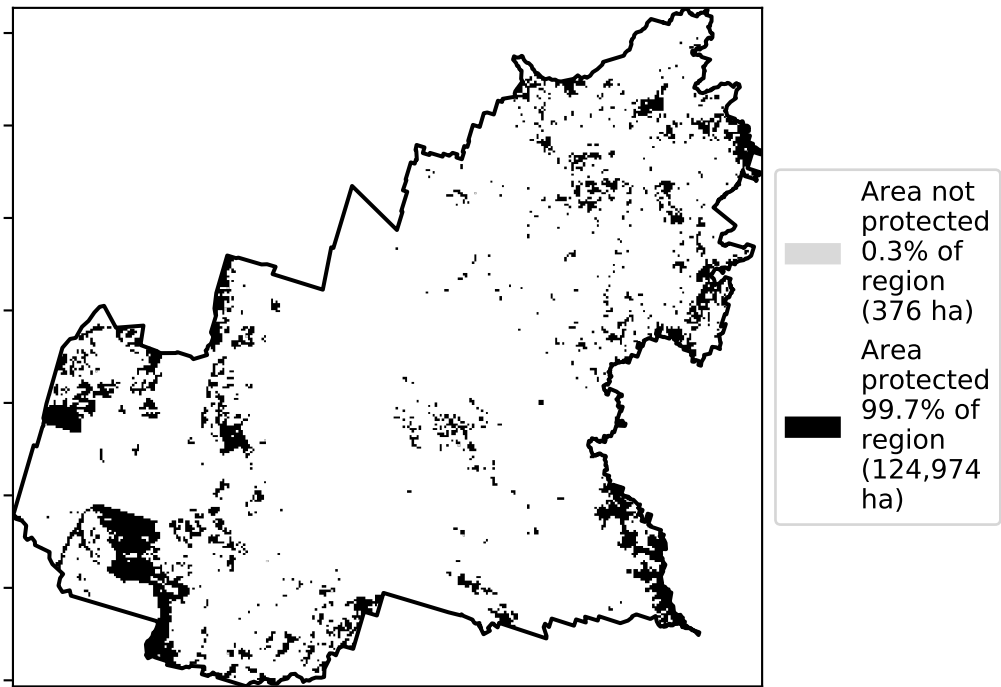 Area not
protected
0.3% of
region
(376 ha)
Area
protected
99.7% of
region
(124,974
ha)